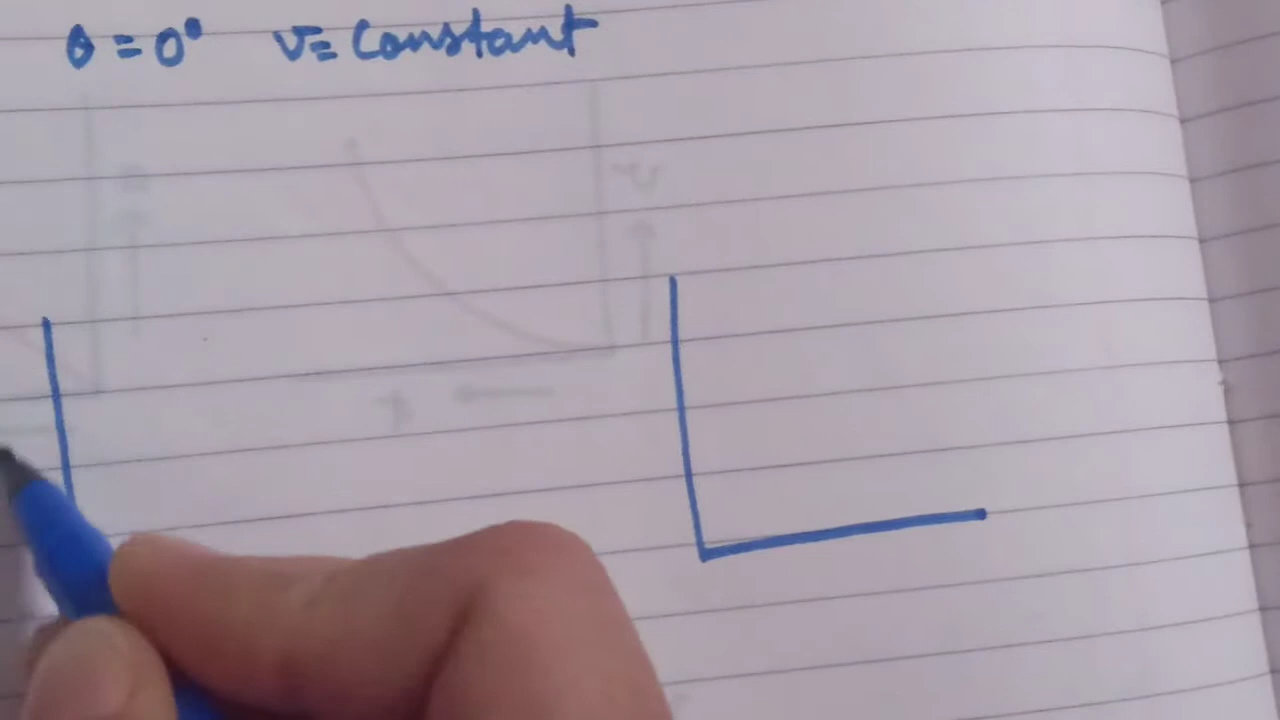 θ = 0° v = Constant